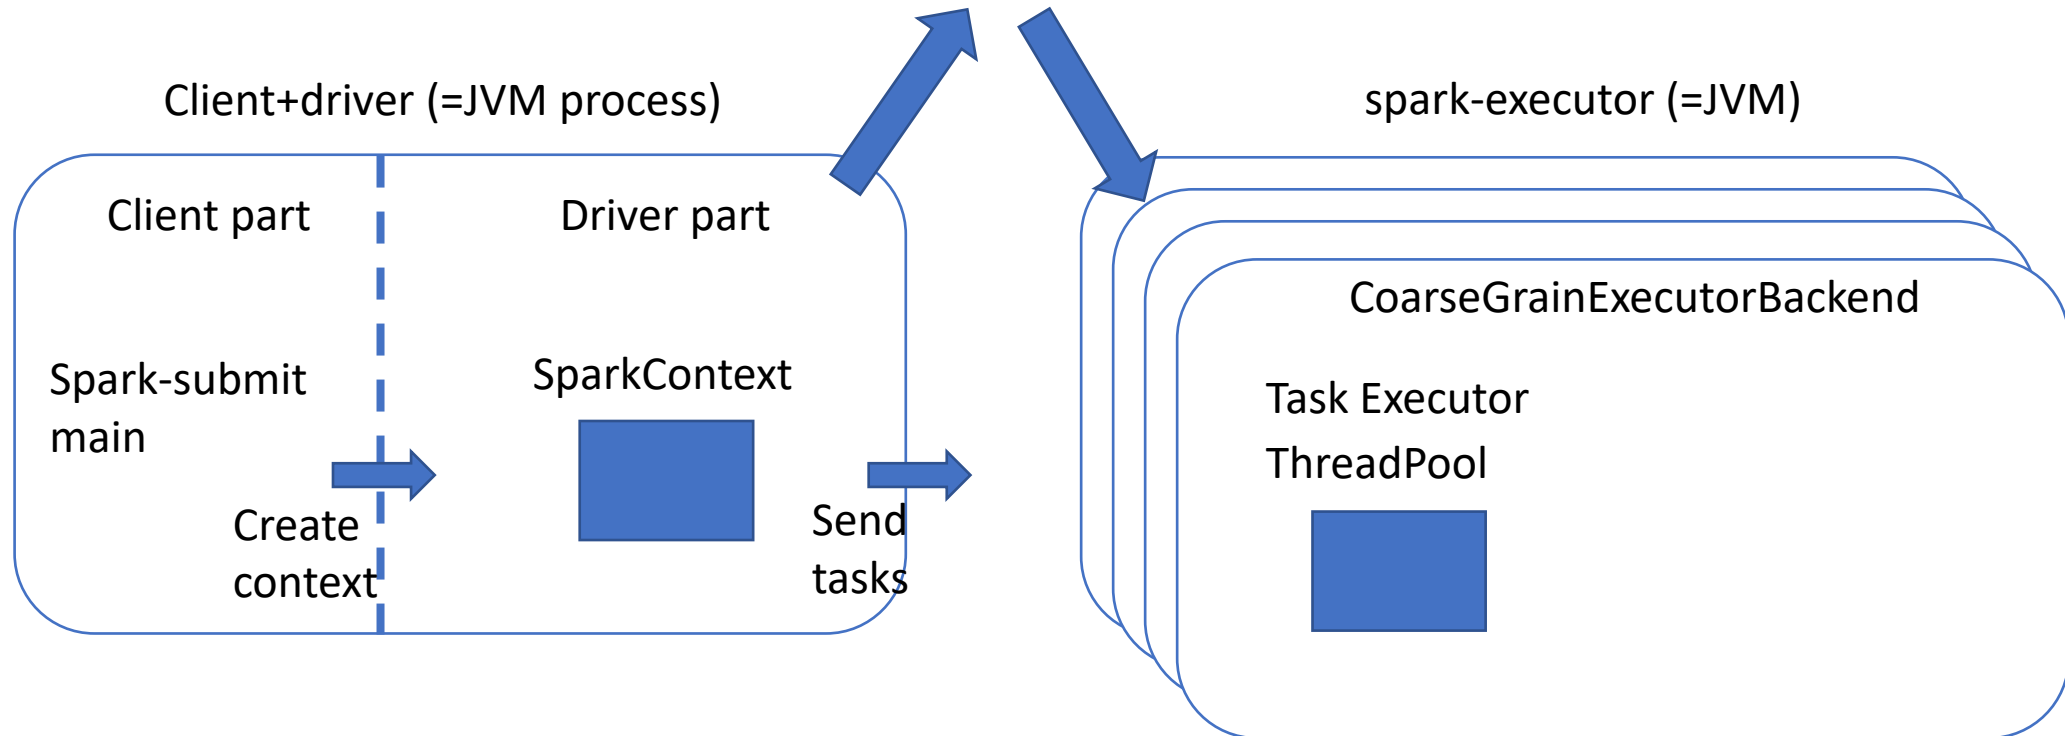 Client+driver (=JVM process)
Client part
Driver part
Spark-submit
main
Create
context
SparkContext
Send
tasks
spark-executor (=JVM)
CoarseGrainExecutorBackend
Task Executor
ThreadPool